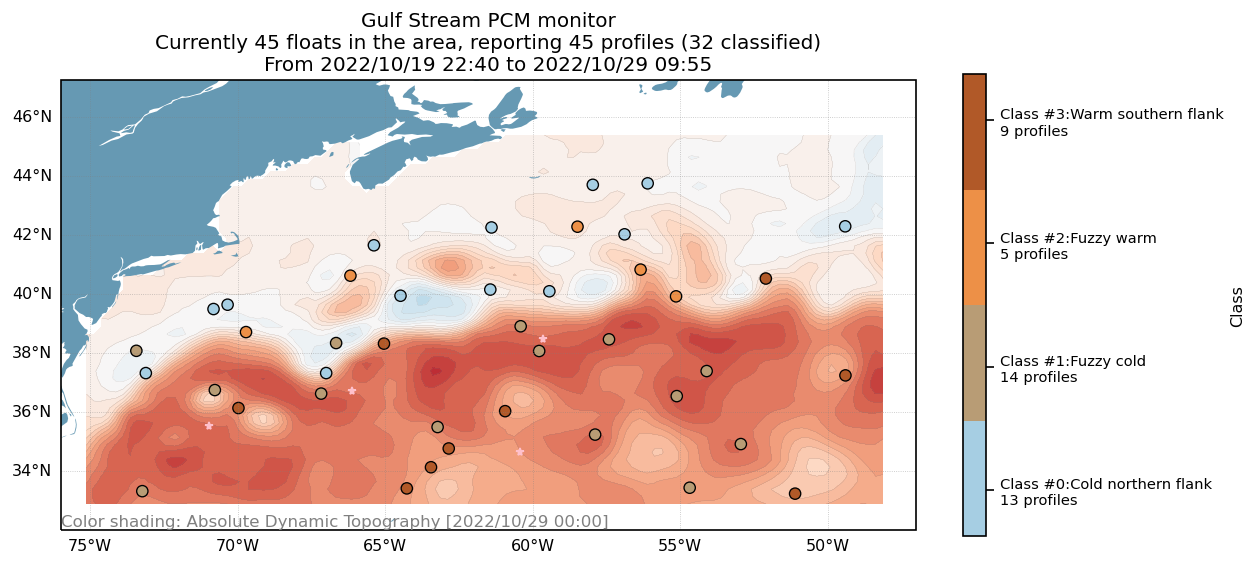 Gulf Stream PCM monitor
Currently 45 floats in the area, reporting 45 profiles (32 classified)
From 2022/10/19 22:40 to 2022/10/29 09:55
46°N
44°N
42°N
40°N
38°N
36°N
34°N
Color shading: Absolute Dynamic Topography [2022/10/29 00:00]
75°W
70°W
65°W
60°W
55°W
50°W
Class #3:Warm southern flank
9 profiles
Class #2:Fuzzy warm
5 profiles
Class #1:Fuzzy cold
14 profiles
Class #0:Cold northern flank
13 profiles
Class